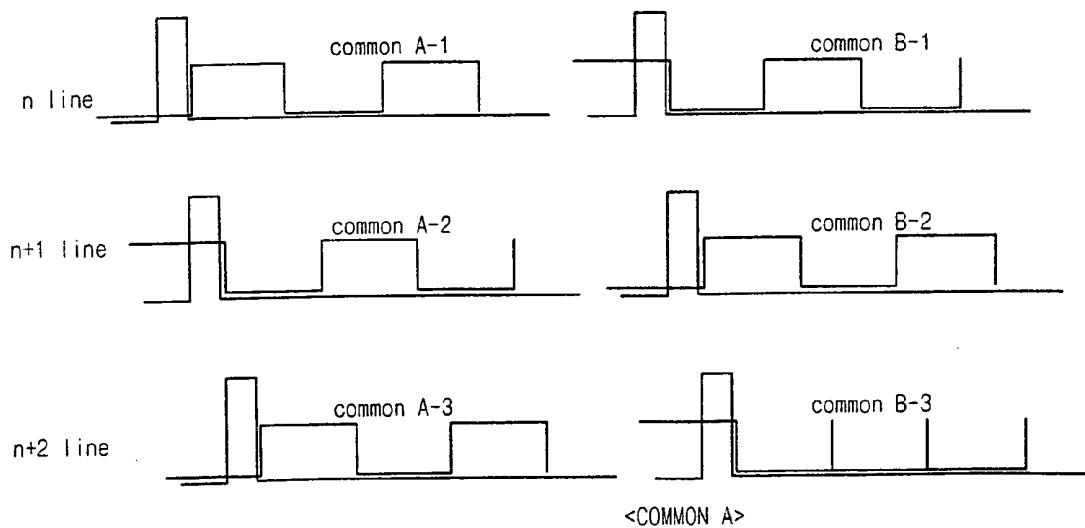 common A-1
common B-1
n line
common A-2
common B-2
n+1 line
common A-3
common B-3
n+2 line
<COMMON A>